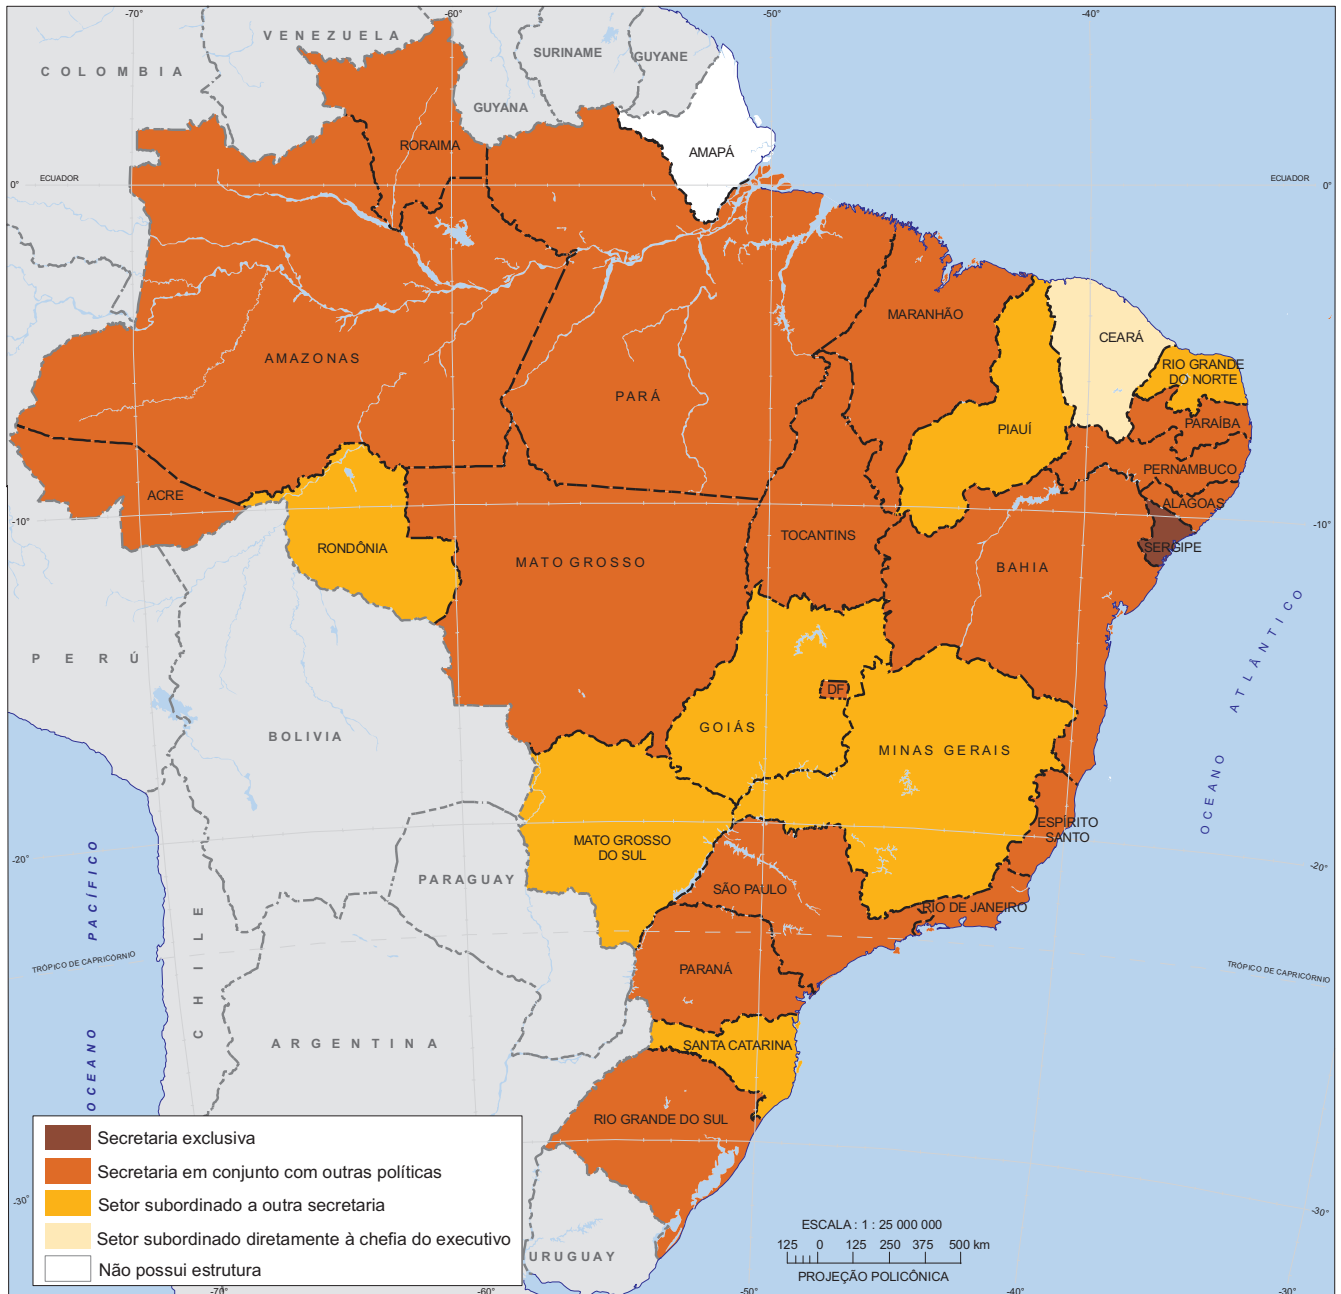 -70°
-60°
-50°
-40°
VENEZUELA
COLOMBIA
SURINAME
GUYANE
GUYANA
RORAIMA
AMAPÁ
0°
ECUADOR
ECUADOR
0°
MARANHÃO
CEARÁ
AMAZONAS
RIO GRANDE
DO NORTE
PARÁ
PIAUÍ
PARAÍBA
PERNAMBUCO
ACRE
ALAGOAS
-10°
-10°
TOCANTINS
RONDÔNIA
SERGIPE
MATO GROSSO
BAHIA
PERÚ
OCEANO ATLÂNTICO
DF
GOIÁS
BOLIVIA
MINAS GERAIS
ESPÍRITO
SANTO
MATO GROSSO
DO SUL
-20°
-20°
PARAGUAY
SÃO PAULO
RIO DE JANEIRO
OCEANO PACÍFICO
CHILE
TRÓPICO DE CAPRICÓRNIO
PARANÁ
TRÓPICO DE CAPRICÓRNIO
ARGENTINA
SANTA CATARINA
RIO GRANDE DO SUL
Secretaria exclusiva
Secretaria em conjunto com outras políticas
Setor subordinado a outra secretaria
Setor subordinado diretamente à chefia do executivo
Não possui estrutura
-30°
-30°
URUGUAY
ESCALA : 1 : 25 000 000
125 0 125 250 375 500 km
PROJEÇÃO POLICÔNICA
-70°
-60°
-50°
-40°
-30°